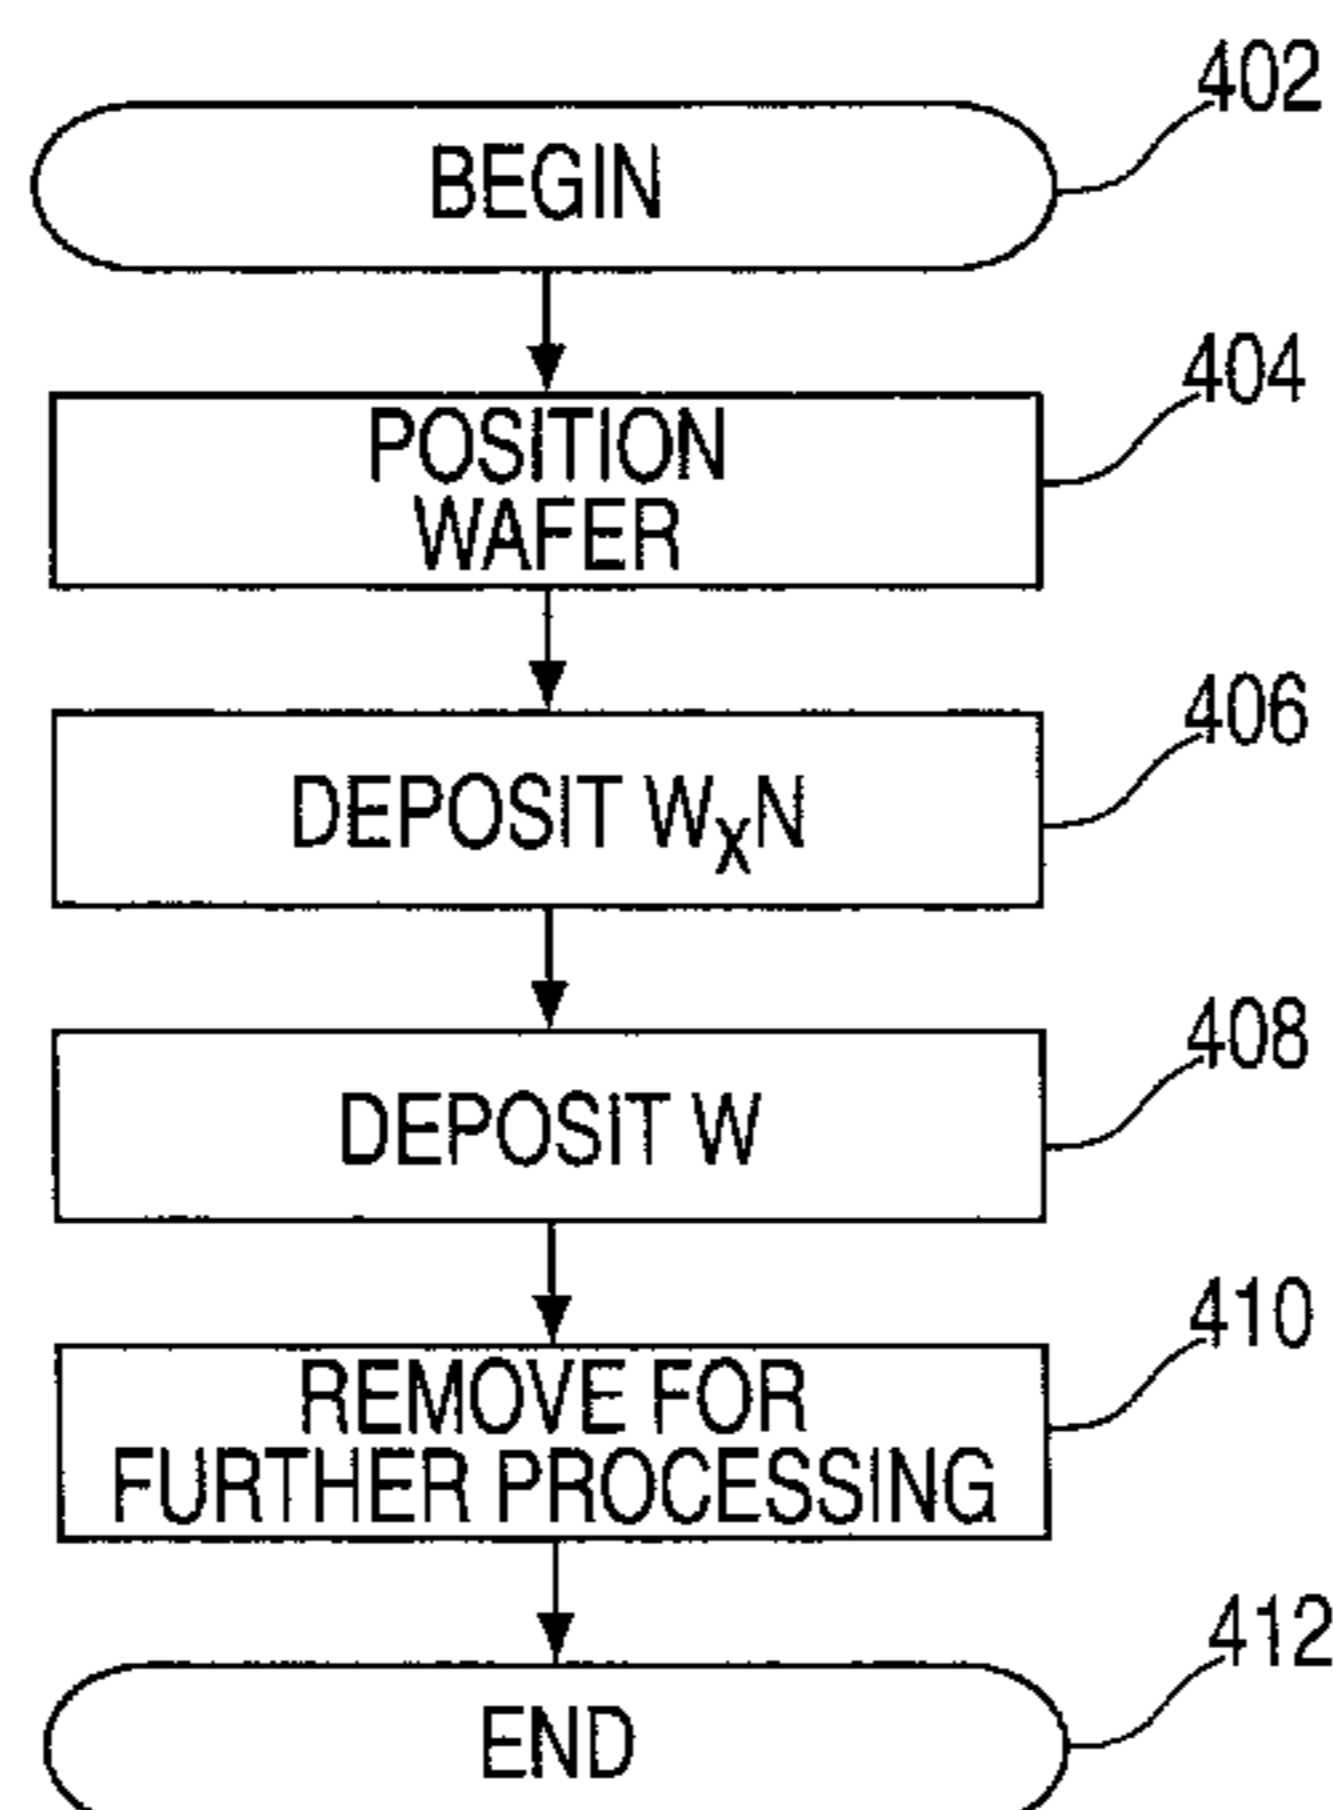 402
BEGIN
404
POSITION
WAFER
406
DEPOSIT WₓN
408
DEPOSIT W
410
REMOVE FOR
FURTHER PROCESSING
412
END